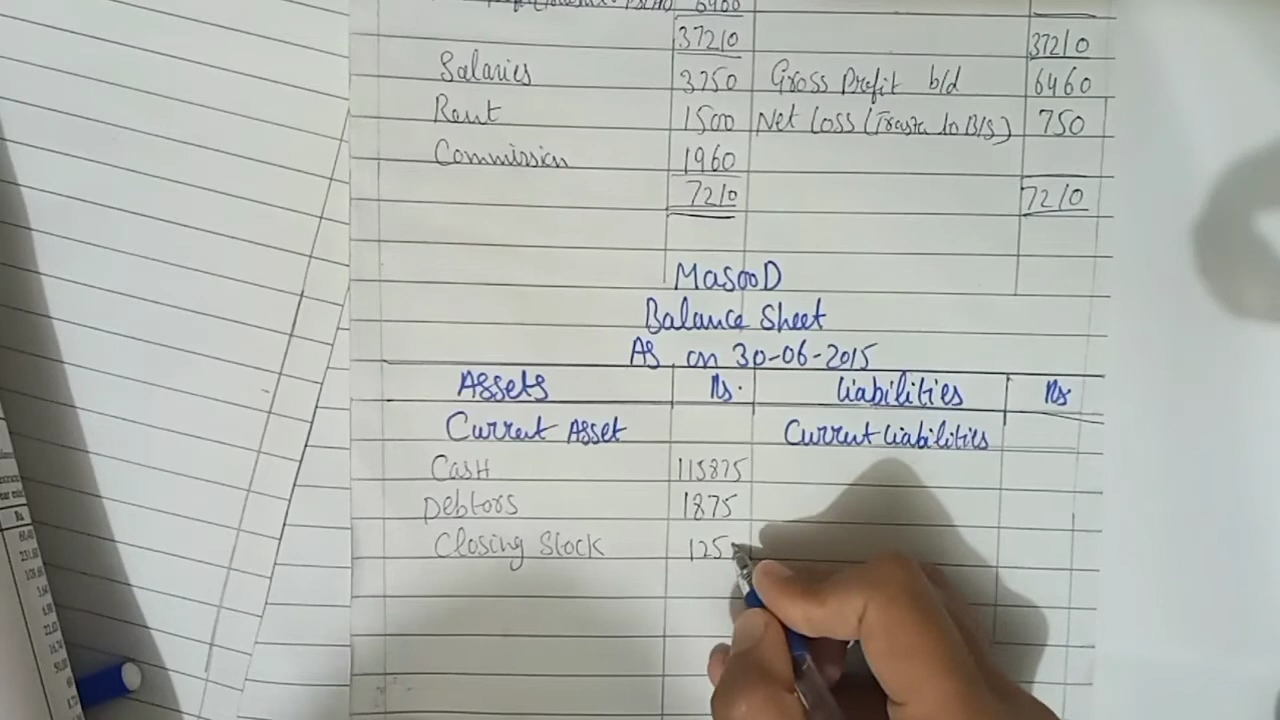 6400
37210 37210
Salaries 3750 Gross Profit b/d 6460
Rent 1500 Net Loss ( to B/S) 750
Commission 1960
7210 7210
MasooD
Balance Sheet
As on 30-06-2015
Assets Rs. Liabilities Rs.
Current Asset Current Liabilities
Cash 115875
Debtors 1875
Closing Stock 125